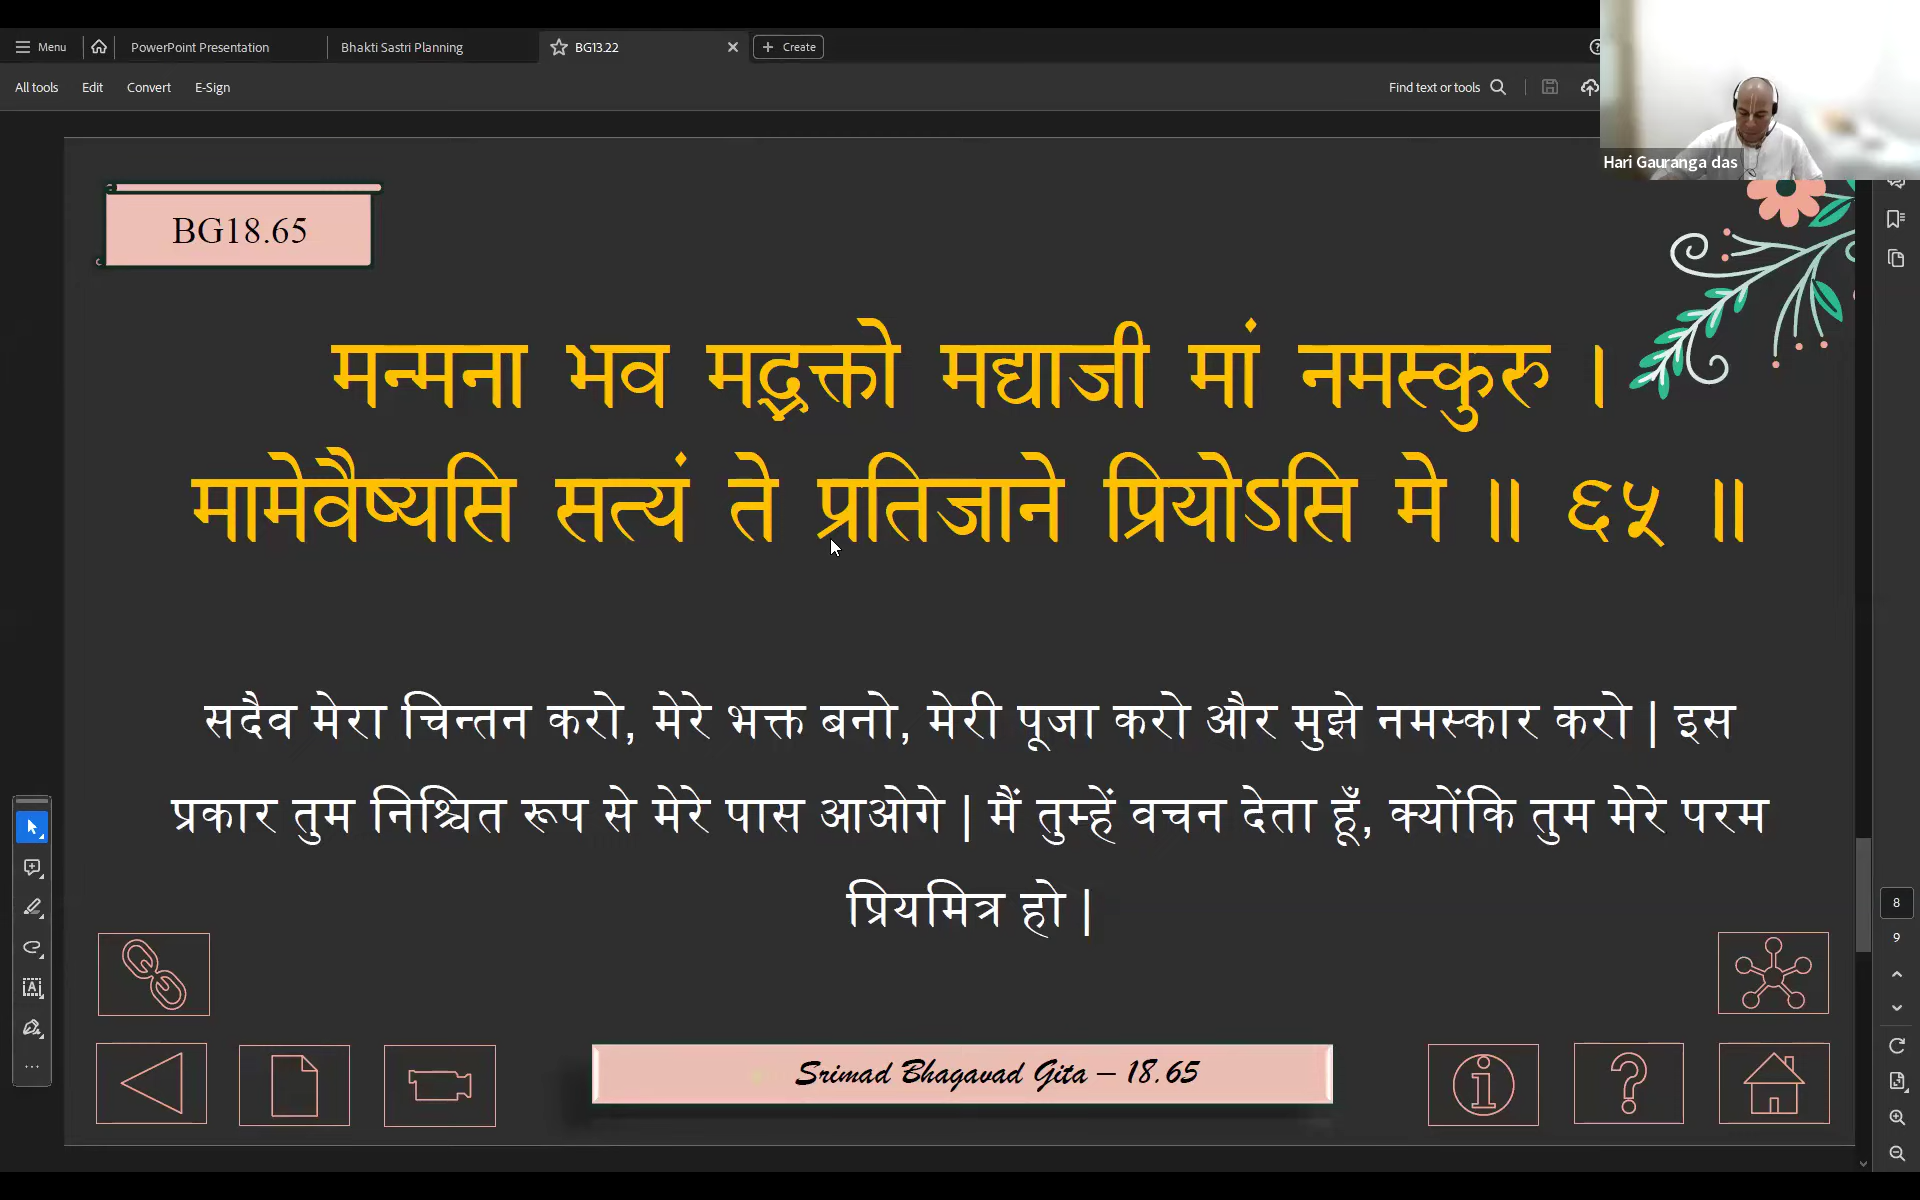 Menu
PowerPoint Presentation
Bhakti Sastri Planning
BG13.22
Create
All tools
Edit
Convert
E-Sign
Find text or tools
Hari Gauranga das
BG18.65
मन्मना भव मद्भक्तो मद्याजी मां नमस्कुरु ।
मामेवैष्यसि सत्यं ते प्रतिजाने प्रियोऽसि मे ॥ ६५ ॥
सदैव मेरा चिन्तन करो, मेरे भक्त बनो, मेरी पूजा करो और मुझे नमस्कार करो | इस
प्रकार तुम निश्चित रूप से मेरे पास आओगे | मैं तुम्हें वचन देता हूँ, क्योंकि तुम मेरे परम
प्रियमित्र हो |
8
9
Srimad Bhagavad Gita – 18.65